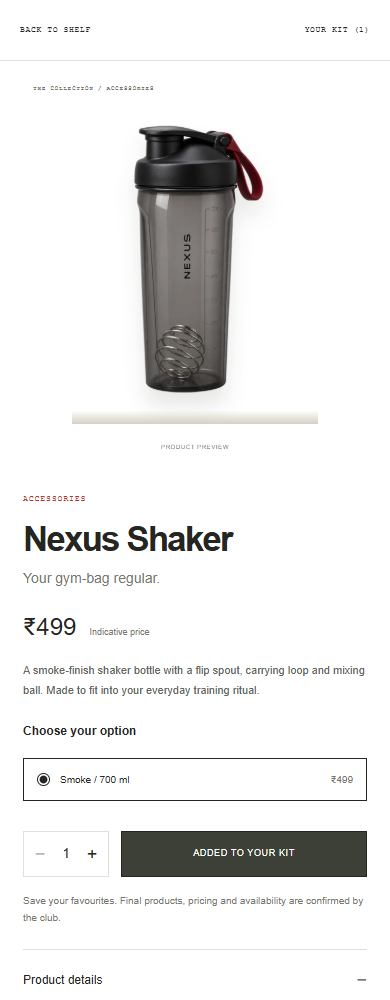 BACK TO SHELF
YOUR KIT (1)
THE COLLECTION / ACCESSORIES
NEXUS
PRODUCT PREVIEW
ACCESSORIES
Nexus Shaker
Your gym-bag regular.
₹499 Indicative price
A smoke-finish shaker bottle with a flip spout, carrying loop and mixing
ball. Made to fit into your everyday training ritual.
Choose your option
Smoke / 700 ml ₹499
− 1 + ADDED TO YOUR KIT
Save your favourites. Final products, pricing and availability are confirmed by
the club.
Product details −